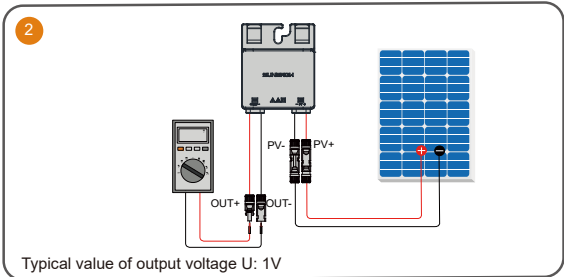 2
SUNGROW
PV-
PV+
OUT+
OUT-
Typical value of output voltage U: 1V